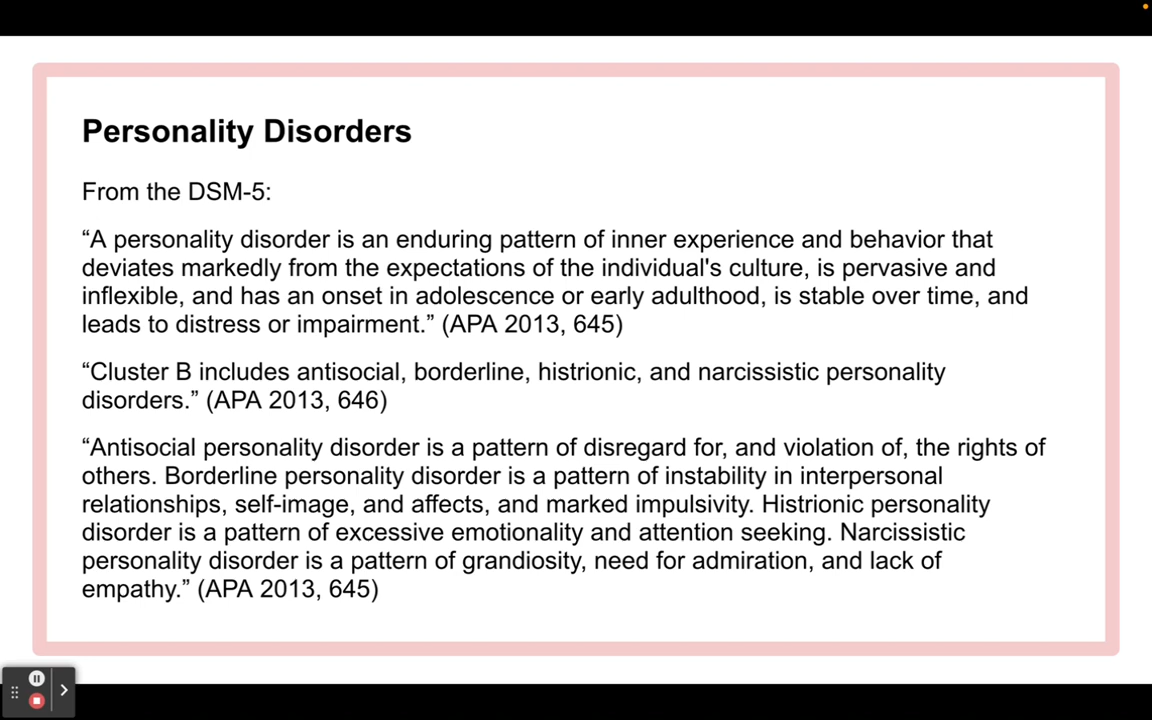 Personality Disorders
From the DSM-5:
“A personality disorder is an enduring pattern of inner experience and behavior that
deviates markedly from the expectations of the individual's culture, is pervasive and
inflexible, and has an onset in adolescence or early adulthood, is stable over time, and
leads to distress or impairment.” (APA 2013, 645)
“Cluster B includes antisocial, borderline, histrionic, and narcissistic personality
disorders.” (APA 2013, 646)
“Antisocial personality disorder is a pattern of disregard for, and violation of, the rights of
others. Borderline personality disorder is a pattern of instability in interpersonal
relationships, self-image, and affects, and marked impulsivity. Histrionic personality
disorder is a pattern of excessive emotionality and attention seeking. Narcissistic
personality disorder is a pattern of grandiosity, need for admiration, and lack of
empathy.” (APA 2013, 645)